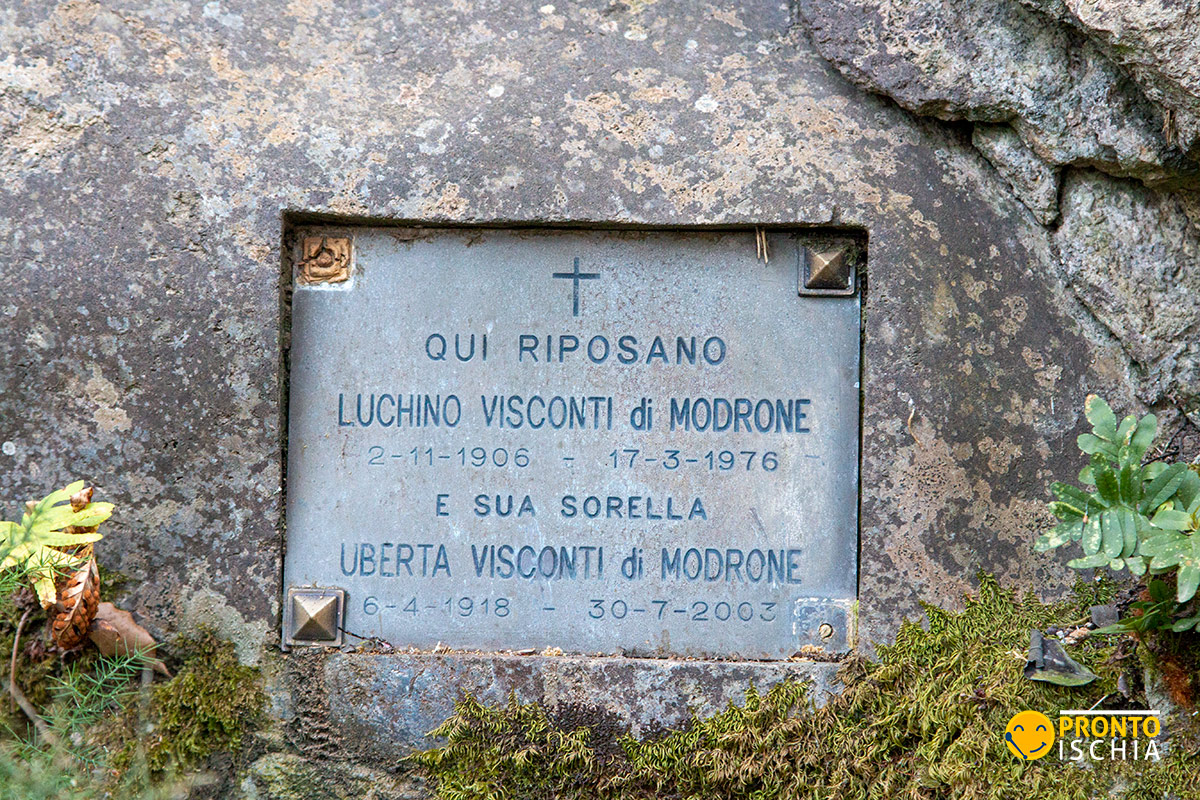 QUI RIPOSANO
LUCHINO VISCONTI di MODRONE
2-11-1906 - 17-3-1976
E SUA SORELLA
UBERTA VISCONTI di MODRONE
6-4-1918 - 30-7-2003
PRONTO
ISCHIA